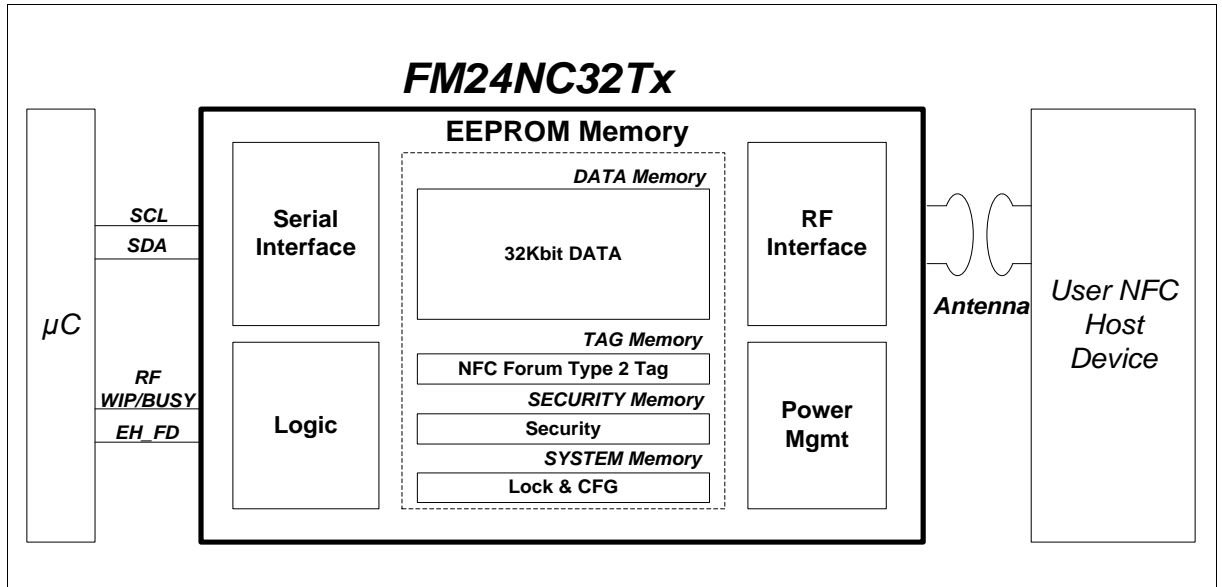 FM24NC32Tx
EEPROM Memory
µC
SCL
SDA
RF
WIP/BUSY
EH_FD
Serial
Interface
Logic
DATA Memory
32Kbit DATA
TAG Memory
NFC Forum Type 2 Tag
SECURITY Memory
Security
SYSTEM Memory
Lock & CFG
RF
Interface
Power
Mgmt
Antenna
User NFC
Host
Device